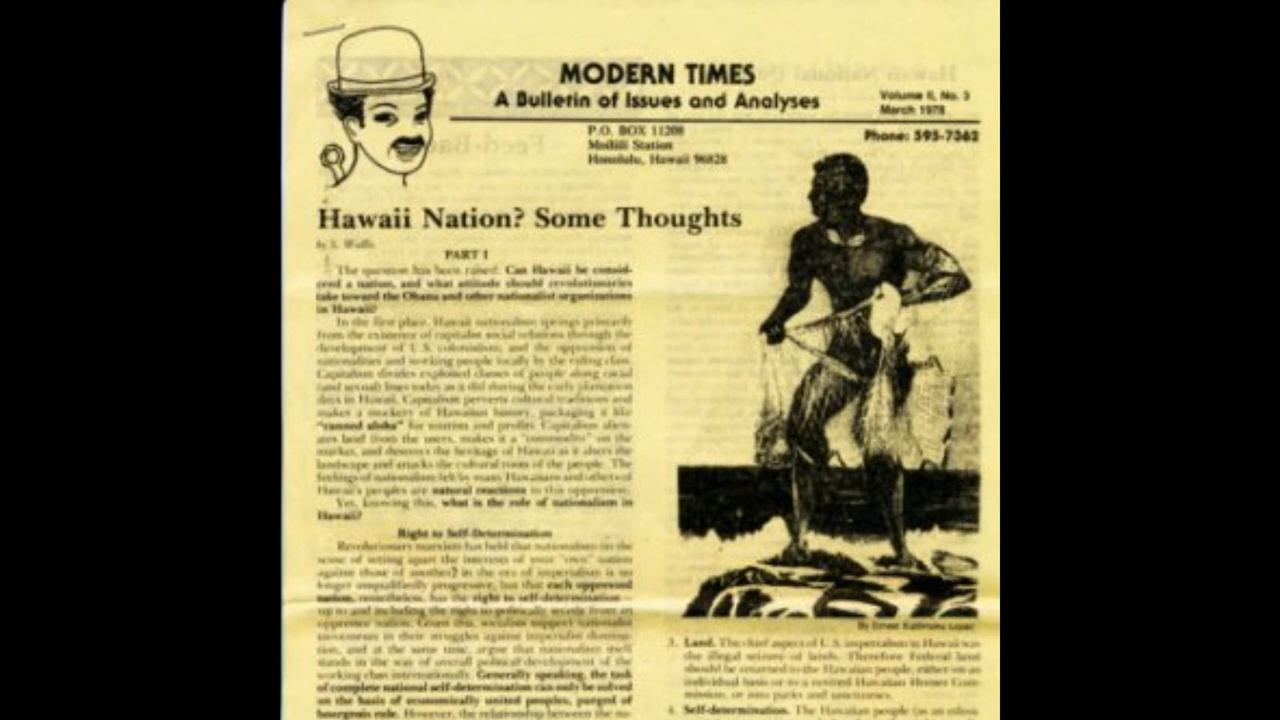 MODERN TIMES
A Bulletin of Issues and Analyses
Volume II, No. 3
March 1978
P.O. BOX 11208
Moiliili Station
Honolulu, Hawaii 96828
Phone: 595-7362
Hawaii Nation? Some Thoughts
by S. Wallis
PART I
The question has been raised: Can Hawaii be consid-
ered a nation, and what attitude should revolutionaries
take toward the Ohana and other nationalist organizations
in Hawaii?
In the first place, Hawaii nationalism springs primarily
from the existence of capitalist social relations through the
development of U.S. colonialism, and the oppression of
nationalities and working people locally by the ruling class.
Capitalism divides exploited classes of people along racial
(and sexual) lines today as it did during the early plantation
days in Hawaii. Capitalism perverts cultural traditions and
makes a mockery of Hawaiian history, packaging it like
"canned aloha" for tourism and profits. Capitalism alien-
ates land from the users, makes it a "commodity" on the
market, and destroys the heritage of Hawaii as it alters the
landscape and attacks the cultural roots of the people. The
feelings of nationalism felt by many Hawaiians and others of
Hawaii's peoples are natural reactions to this oppression.
Yet, knowing this, what is the role of nationalism in
Hawaii?
Right to Self-Determination
Revolutionary marxism has held that nationalism (in the
sense of setting apart the interests of your "own" nation
against those of another) in the era of imperialism is no
longer unqualifiedly progressive, but that each oppressed
nation, nonetheless, has the right to self-determination
up to and including the right to politically secede from an
oppressor nation. Given this, socialists support nationalist
movements in their struggles against imperialist domina-
tion, and at the same time, argue that nationalism itself
stands in the way of overall political development of the
working class internationally. Generally speaking, the task
of complete national self-determination can only be solved
on the basis of economically united peoples, purged of
bourgeois rule. However, the relationship between the na-
3. Land. The chief aspect of U.S. imperialism in Hawaii was
the illegal seizure of lands. Therefore Federal land
should be returned to the Hawaiian people, either on an
individual basis or to a revised Hawaiian Homes Com-
mission, or into parks and sanctuaries.
4. Self-determination. The Hawaiian people (as an ethnic